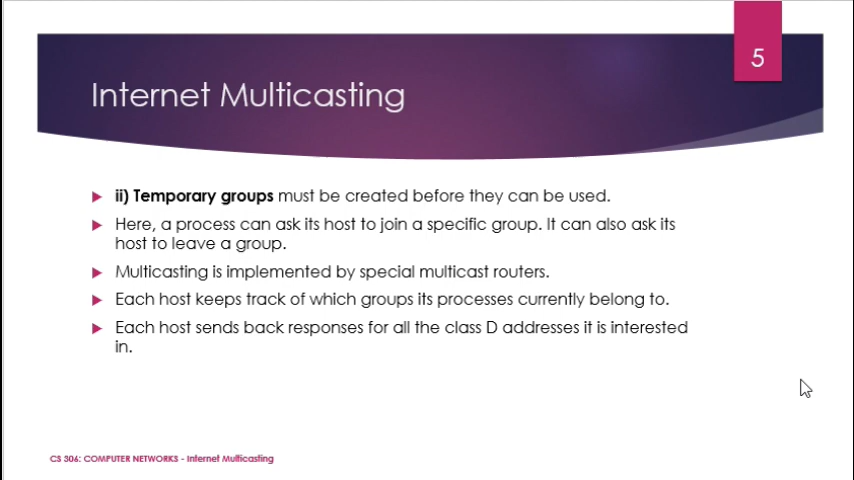 5
Internet Multicasting
ii) Temporary groups must be created before they can be used.
Here, a process can ask its host to join a specific group. It can also ask its
host to leave a group.
Multicasting is implemented by special multicast routers.
Each host keeps track of which groups its processes currently belong to.
Each host sends back responses for all the class D addresses it is interested
in.
CS 306: COMPUTER NETWORKS - Internet Multicasting